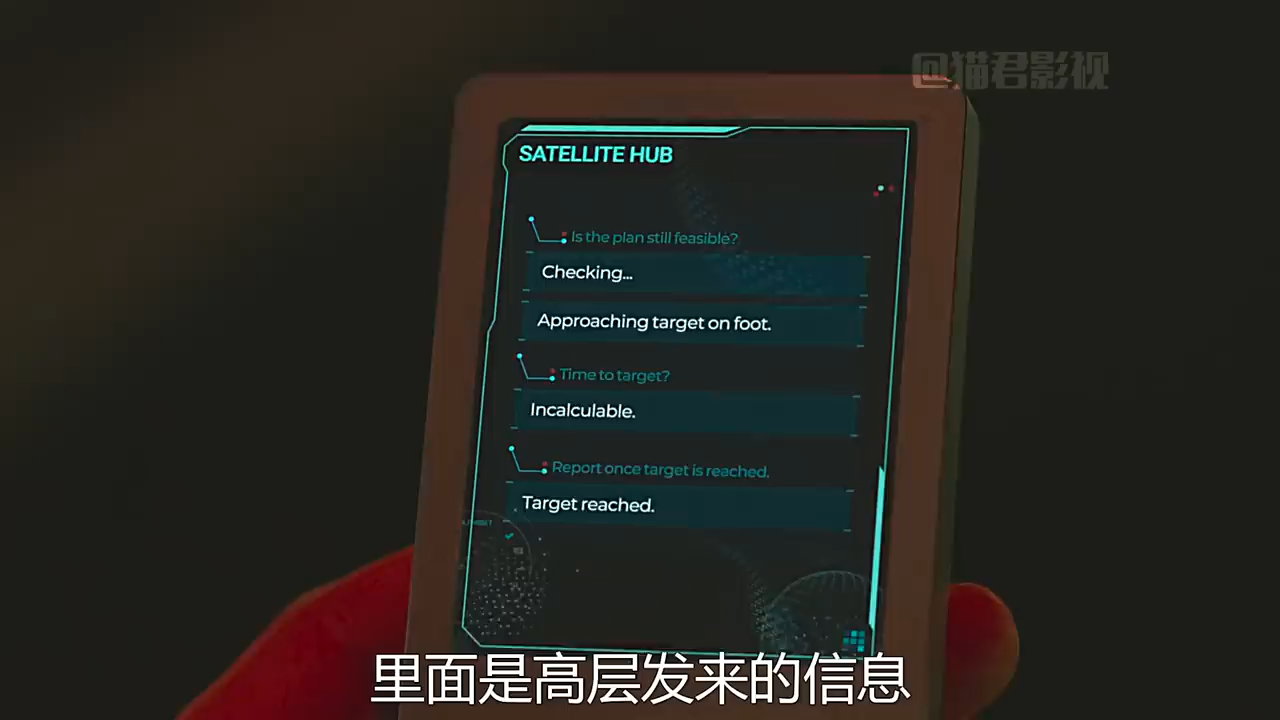 @猫君影视
SATELLITE HUB
Is the plan still feasible?
Checking...
Approaching target on foot.
Time to target?
Incalculable.
Report once target is reached.
Target reached.
里面是高层发来的信息